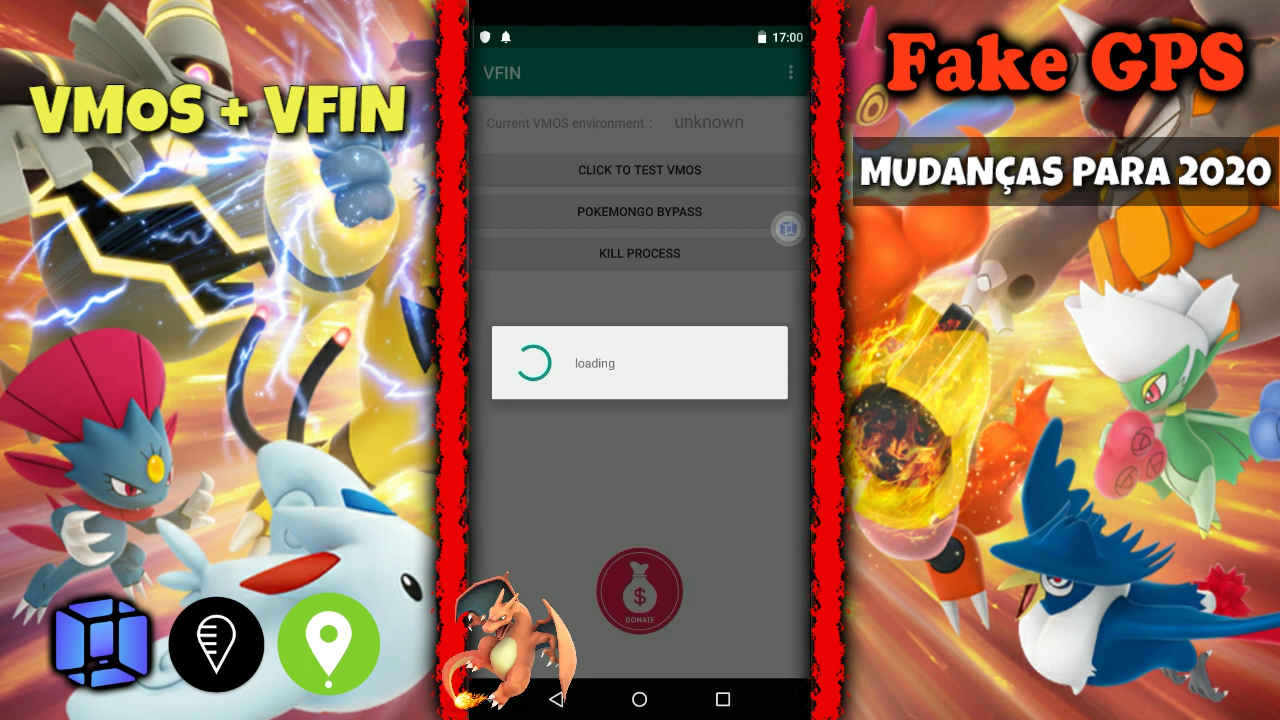 VMOS + VFIN
17:00
VFIN
Current VMOS environment : unknown
CLICK TO TEST VMOS
POKEMONGO BYPASS
KILL PROCESS
loading
$
DONATE
Fake GPS
MUDANÇAS PARA 2020